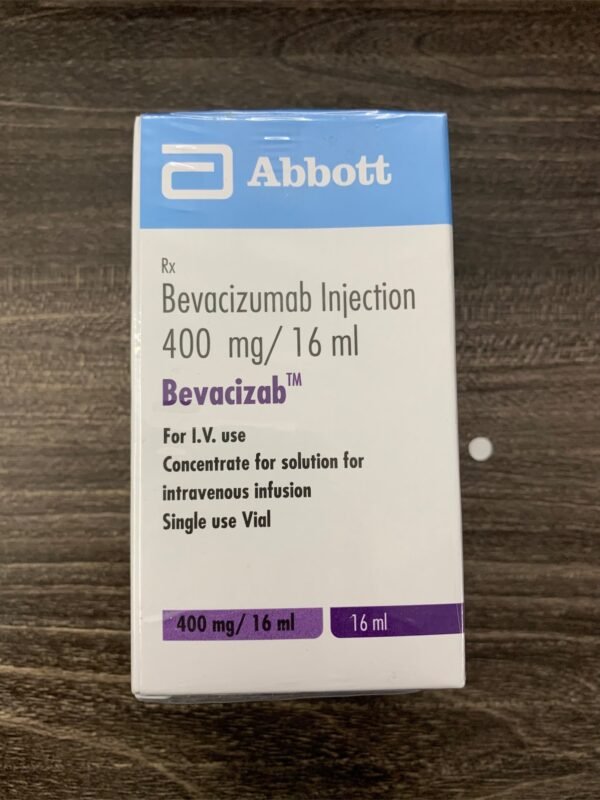 Abbott
Rx
Bevacizumab Injection
400 mg/ 16 ml
Bevacizab™
For I.V. use
Concentrate for solution for
intravenous infusion
Single use Vial
400 mg/ 16 ml
16 ml